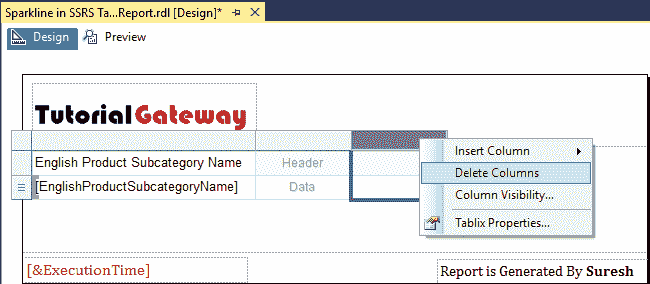 Sparkline in SSRS Ta...Report.rdl [Design]*
Design Preview
TutorialGateway
English Product Subcategory Name Header
[EnglishProductSubcategoryName] Data
Insert Column
Delete Columns
Column Visibility...
Tablix Properties...
[&ExecutionTime] Report is Generated By Suresh